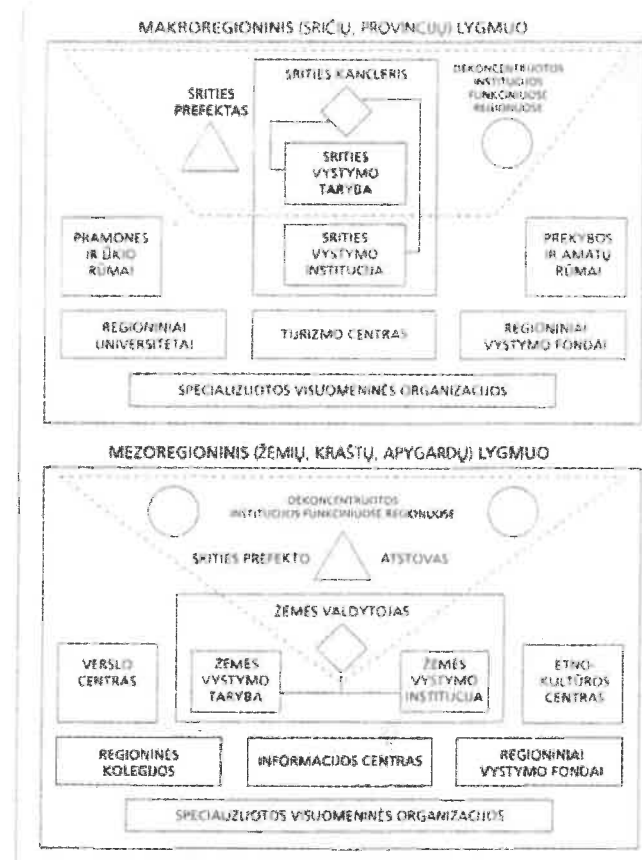 MAKROREGIONINIS (SRIČIŲ, PROVINCIJŲ) LYGMUO
SRITIES KANCLERIS
DEKONCENTRUOTOS
INSTITUCIJOS
FUNKCINIUOSE
REGIONUOSE
SRITIES
PREFEKTAS
SRITIES
VYSTYMO
TARYBA
PRAMONĖS
IR ŪKIO
RŪMAI
SRITIES
VYSTYMO
INSTITUCIJA
PREKYBOS
IR AMATŲ
RŪMAI
REGIONINIAI
UNIVERSITETAI
TURIZMO CENTRAS
REGIONINIAI
VYSTYMO FONDAI
SPECIALIZUOTOS VISUOMENINĖS ORGANIZACIJOS
MEZOREGIONINIS (ŽEMIŲ, KRAŠTŲ, APYGARDŲ) LYGMUO
DEKONCENTRUOTOS
INSTITUCIJOS FUNKCINIUOSE REGIONUOSE
SRITIES PREFEKTO ATSTOVAS
ŽEMĖS VALDYTOJAS
VERSLO
CENTRAS
ŽEMĖS
VYSTYMO
TARYBA
ŽEMĖS
VYSTYMO
INSTITUCIJA
ETNO-
KULTŪROS
CENTRAS
REGIONINĖS
KOLEGIJOS
INFORMACIJOS CENTRAS
REGIONINIAI
VYSTYMO FONDAI
SPECIALIZUOTOS VISUOMENINĖS ORGANIZACIJOS